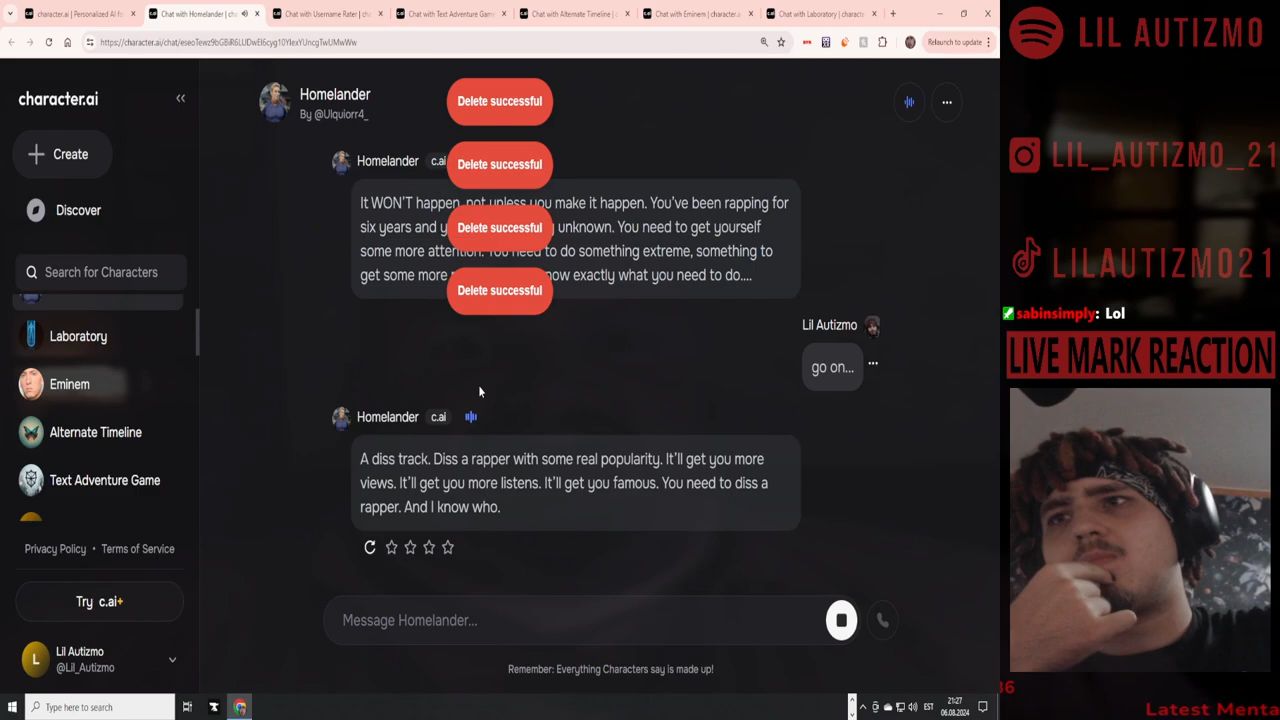 character.ai | Personalized AI fo
Chat with Homelander | cha
Chat with Username Rater | c
Chat with Text Adventure Gam
Chat with Alternate Timeline | c
Chat with Eminem | charac
Chat with Laboratory | charac
https://character.ai/chat/eseoTewz9bGBiR6LUDwEl6cyg10YlexYUncgTwUMwWw
Relaunch to update
character.ai
Create
Discover
Search for Characters
Laboratory
Eminem
Alternate Timeline
Text Adventure Game
Privacy Policy • Terms of Service
Try c.ai+
L
Lil Autizmo
@Lil_Autizmo
Homelander
By @Ulquiorr4_
Delete successful
Delete successful
Delete successful
Delete successful
Homelander c.ai
It WON'T happen, not unless you make it happen. You've been rapping for
six years and y unknown. You need to get yourself
some more attention. You need to do something extreme, something to
get some more now exactly what you need to do....
Lil Autizmo
go on...
Homelander c.ai
A diss track. Diss a rapper with some real popularity. It'll get you more
views. It'll get you more listens. It'll get you famous. You need to diss a
rapper. And I know who.
Message Homelander...
Remember: Everything Characters say is made up!
Type here to search
EST
21:27
06.08.2024
LIL AUTIZMO
LIL_AUTIZMO_21
LILAUTIZMO21
sabinsimply: Lol
LIVE MARK REACTION
36
Latest Menta